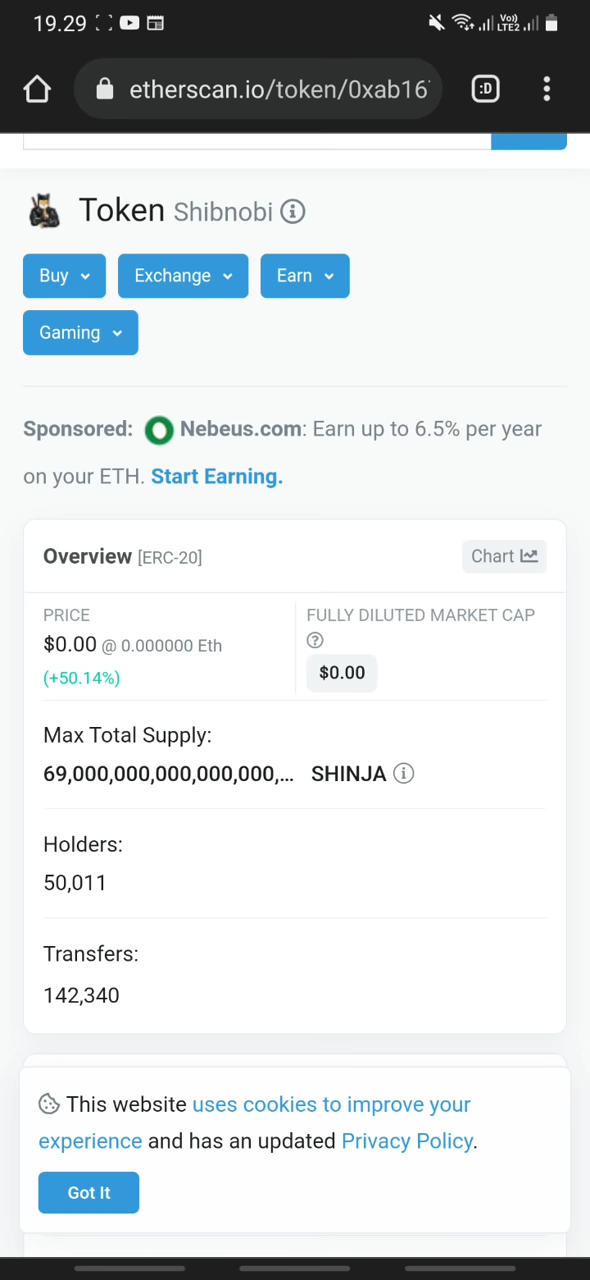 19.29
Vo))
LTE2
etherscan.io/token/0xab16
:D
Token Shibnobi
Buy Exchange Earn
Gaming
Sponsored: Nebeus.com: Earn up to 6.5% per year
on your ETH. Start Earning.
Overview [ERC-20] Chart
PRICE
$0.00 @ 0.000000 Eth
(+50.14%)
FULLY DILUTED MARKET CAP
$0.00
Max Total Supply:
69,000,000,000,000,000,... SHINJA
Holders:
50,011
Transfers:
142,340
This website uses cookies to improve your
experience and has an updated Privacy Policy.
Got It